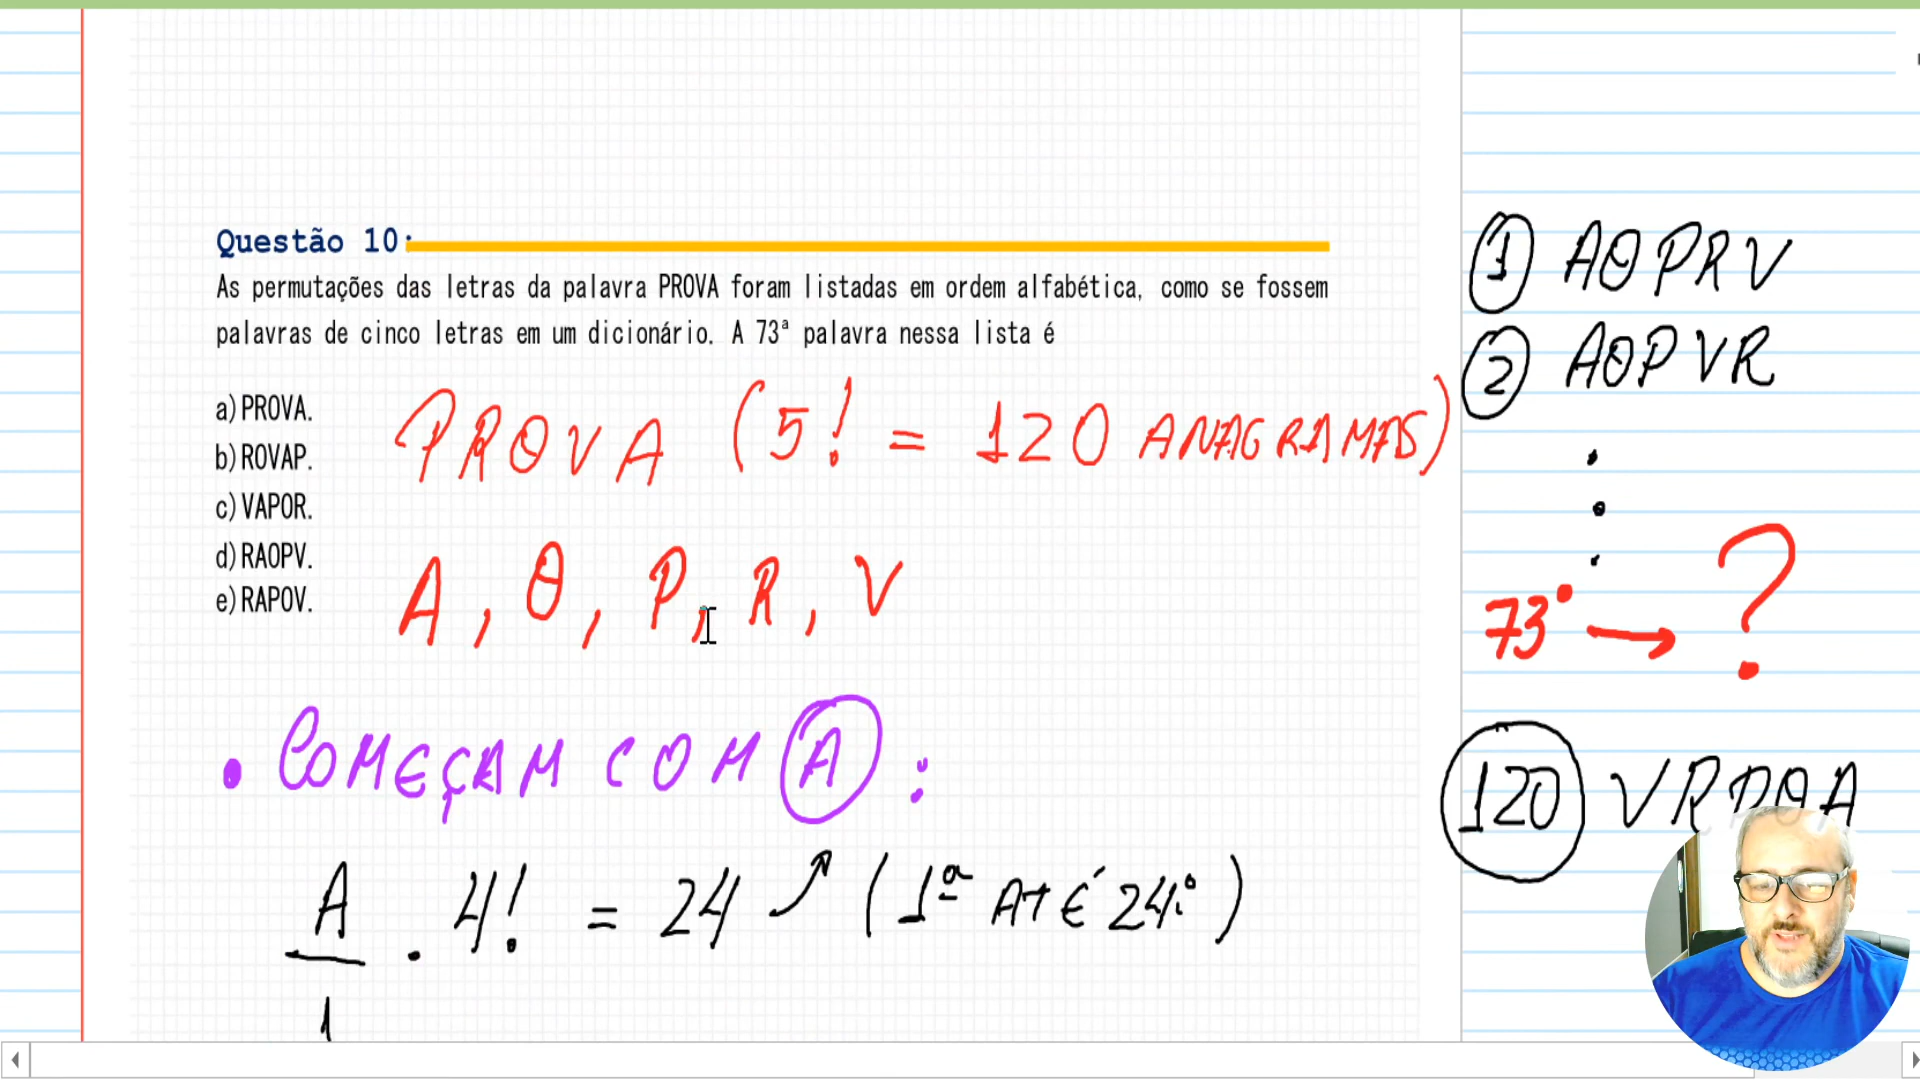 Questão 10:
As permutações das letras da palavra PROVA foram listadas em ordem alfabética, como se fossem
palavras de cinco letras em um dicionário. A 73ª palavra nessa lista é
a)PROVA.
b)ROVAP.
c)VAPOR.
d)RAOPV.
e)RAPOV.
PROVA (5! = 120 ANAGRAMAS)
A, O, P, R, V
• COMEÇAM COM A :
A . 4! = 24 (1ª ATÉ 24ª)
1
1 AOPRV
2 AOPVR
73ª → ?
120 VRPOA